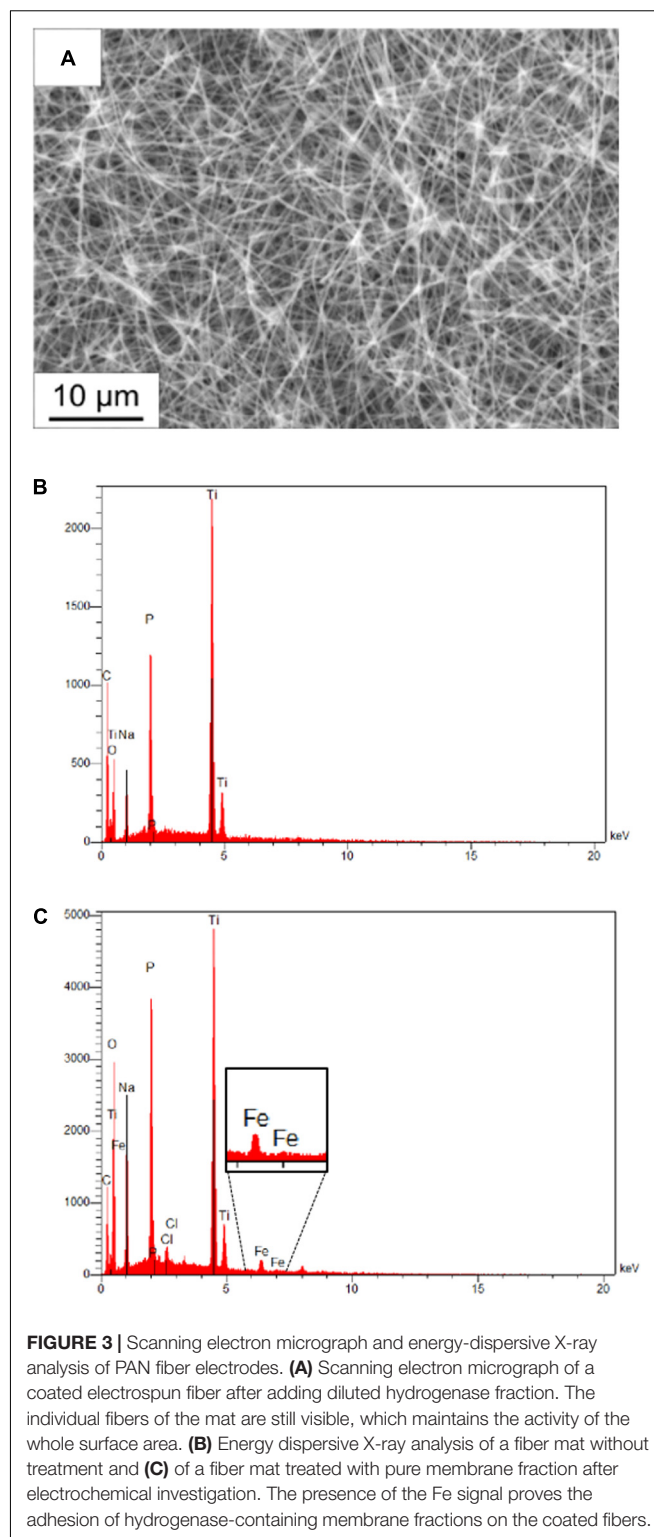 A
10 µm
B
Ti
2000
P
1500
C
1000
Ti Na
O
500
Ti
P
0
0 5 10 15 20 keV
C
5000
Ti
P
4000
O
3000
Na
Fe
Fe
Ti
2000
Fe
C
1000
Cl
Cl
Ti
Fe
Fe
P
0
0 5 10 15 20 keV
FIGURE 3 | Scanning electron micrograph and energy-dispersive X-ray
analysis of PAN fiber electrodes. (A) Scanning electron micrograph of a
coated electrospun fiber after adding diluted hydrogenase fraction. The
individual fibers of the mat are still visible, which maintains the activity of the
whole surface area. (B) Energy dispersive X-ray analysis of a fiber mat without
treatment and (C) of a fiber mat treated with pure membrane fraction after
electrochemical investigation. The presence of the Fe signal proves the
adhesion of hydrogenase-containing membrane fractions on the coated fibers.